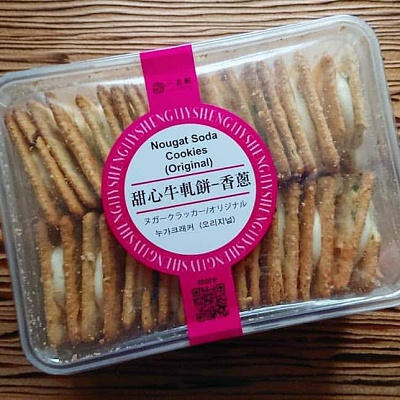 Nougat Soda
Cookies
(Original)
甜心牛軋餅-香蔥
ヌガークラッカー/オリジナル
누가크래커 (오리지널)